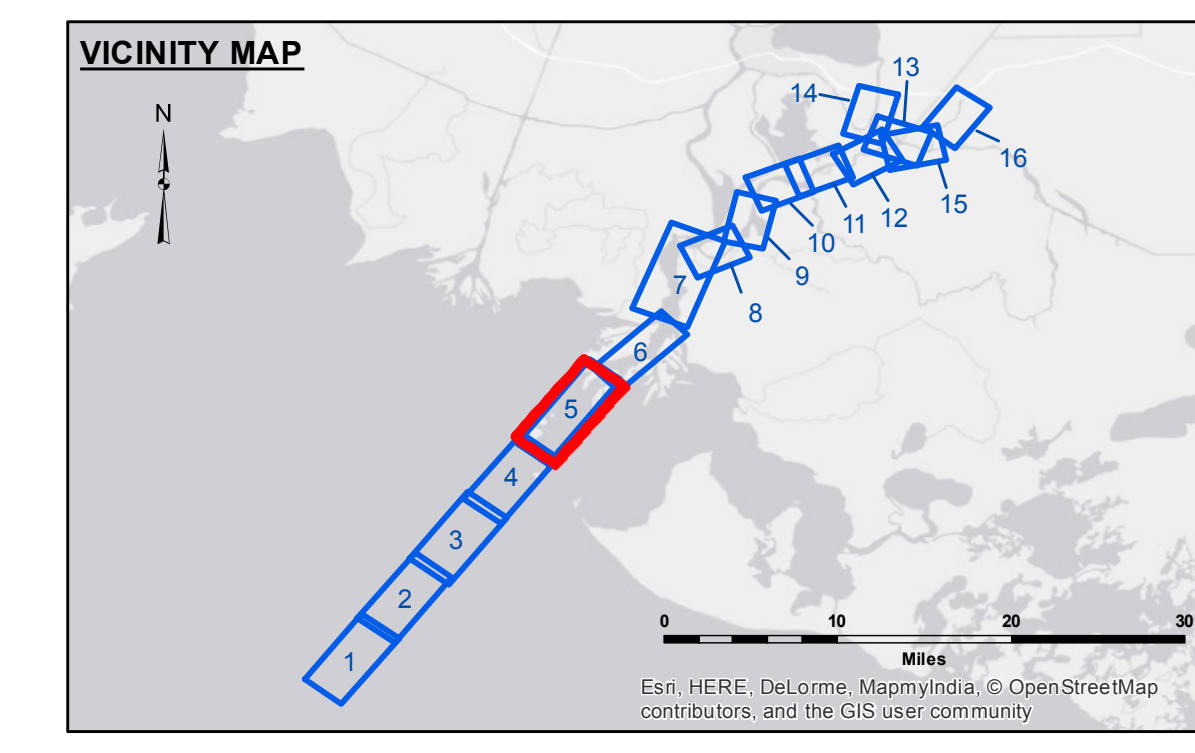 VICINITY MAP
N
13
14
16
15
12
11
10
9
8
7
6
5
4
3
2
1
0 10 20 30
Miles
Esri, HERE, DeLorme, MapmyIndia, © OpenStreetMap
contributors, and the GIS user community